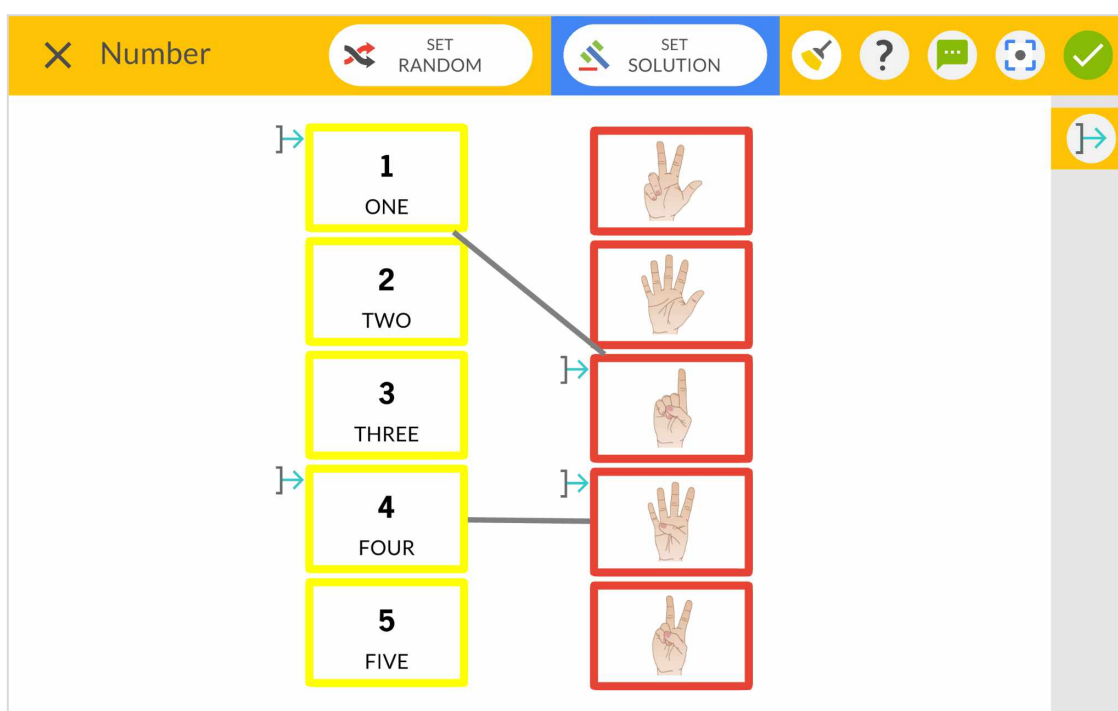 Number
SET
RANDOM
SET
SOLUTION
?
1
ONE
2
TWO
3
THREE
4
FOUR
5
FIVE